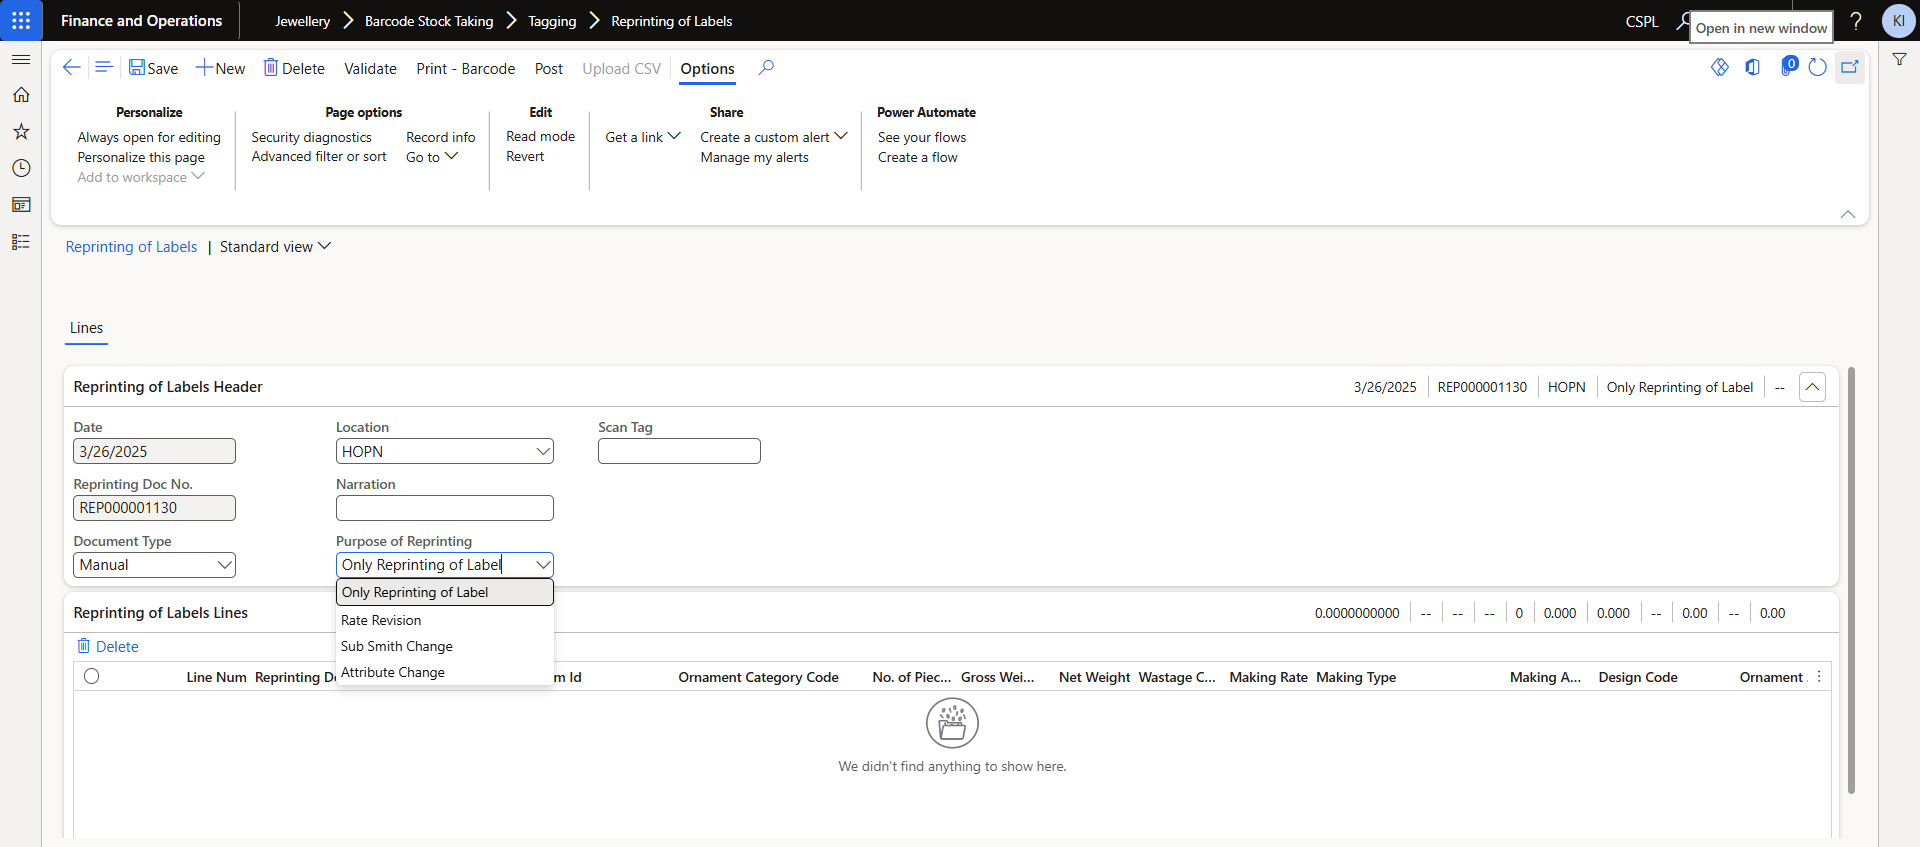 Finance and Operations
Jewellery Barcode Stock Taking Tagging Reprinting of Labels
CSPL
Open in new window
?
KI
Save New Delete Validate Print - Barcode Post Upload CSV Options
0
Personalize
Always open for editing
Personalize this page
Add to workspace
Page options
Security diagnostics Record info
Advanced filter or sort Go to
Edit
Read mode
Revert
Share
Get a link Create a custom alert
Manage my alerts
Power Automate
See your flows
Create a flow
Reprinting of Labels | Standard view
Lines
Reprinting of Labels Header 3/26/2025 REP000001130 HOPN Only Reprinting of Label --
Date Location Scan Tag
3/26/2025 HOPN
Reprinting Doc No. Narration
REP000001130
Document Type Purpose of Reprinting
Manual Only Reprinting of Label
Only Reprinting of Label
Rate Revision
Sub Smith Change
Attribute Change
Reprinting of Labels Lines 0.0000000000 -- -- -- 0 0.000 0.000 -- 0.00 -- 0.00
Delete
Line Num Reprinting D m Id Ornament Category Code No. of Piec... Gross Wei... Net Weight Wastage C... Making Rate Making Type Making A... Design Code Ornament
We didn't find anything to show here.